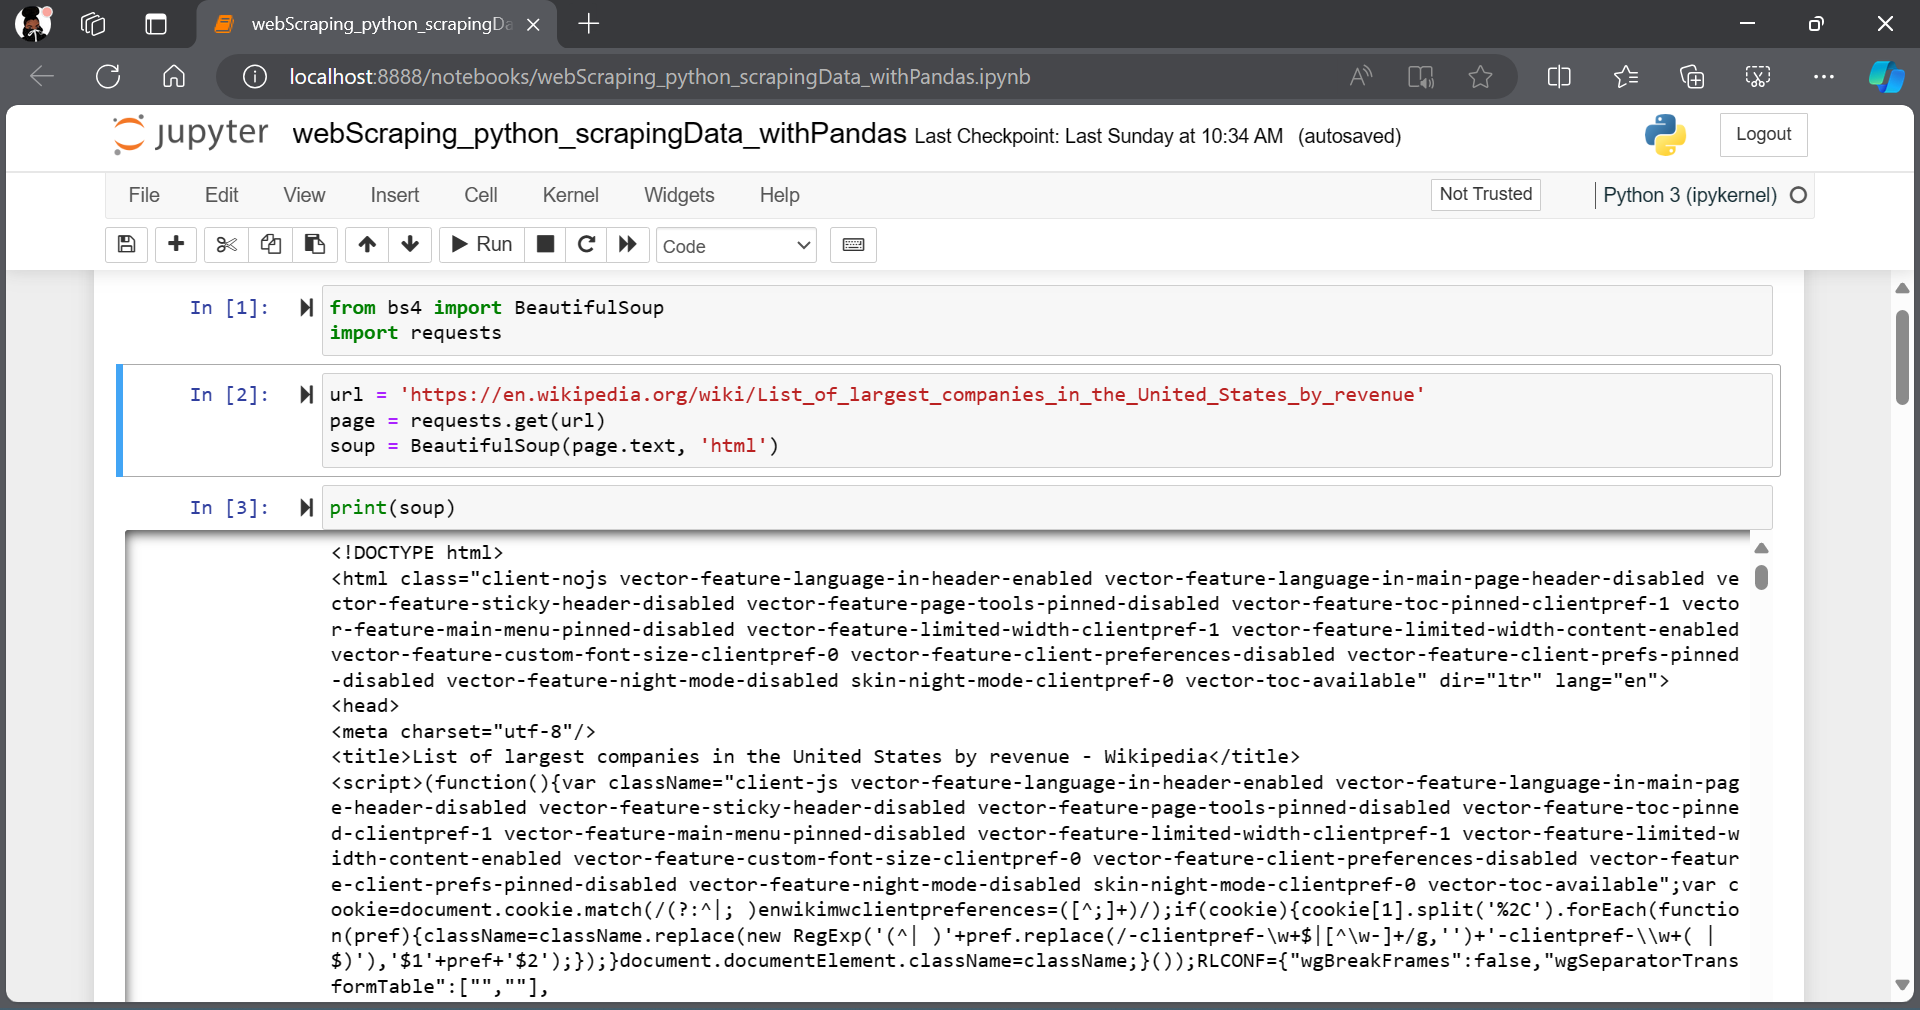 webScraping_python_scrapingDa
localhost:8888/notebooks/webScraping_python_scrapingData_withPandas.ipynb
jupyter webScraping_python_scrapingData_withPandas Last Checkpoint: Last Sunday at 10:34 AM (autosaved) Logout
File Edit View Insert Cell Kernel Widgets Help Not Trusted Python 3 (ipykernel)
Run Code
In [1]: from bs4 import BeautifulSoup
import requests
In [2]: url = 'https://en.wikipedia.org/wiki/List_of_largest_companies_in_the_United_States_by_revenue'
page = requests.get(url)
soup = BeautifulSoup(page.text, 'html')
In [3]: print(soup)
<!DOCTYPE html>
<html class="client-nojs vector-feature-language-in-header-enabled vector-feature-language-in-main-page-header-disabled ve
ctor-feature-sticky-header-disabled vector-feature-page-tools-pinned-disabled vector-feature-toc-pinned-clientpref-1 vecto
r-feature-main-menu-pinned-disabled vector-feature-limited-width-clientpref-1 vector-feature-limited-width-content-enabled
vector-feature-custom-font-size-clientpref-0 vector-feature-client-preferences-disabled vector-feature-client-prefs-pinned
-disabled vector-feature-night-mode-disabled skin-night-mode-clientpref-0 vector-toc-available" dir="ltr" lang="en">
<head>
<meta charset="utf-8"/>
<title>List of largest companies in the United States by revenue - Wikipedia</title>
<script>(function(){var className="client-js vector-feature-language-in-header-enabled vector-feature-language-in-main-pag
e-header-disabled vector-feature-sticky-header-disabled vector-feature-page-tools-pinned-disabled vector-feature-toc-pinne
d-clientpref-1 vector-feature-main-menu-pinned-disabled vector-feature-limited-width-clientpref-1 vector-feature-limited-w
idth-content-enabled vector-feature-custom-font-size-clientpref-0 vector-feature-client-preferences-disabled vector-featur
e-client-prefs-pinned-disabled vector-feature-night-mode-disabled skin-night-mode-clientpref-0 vector-toc-available";var c
ookie=document.cookie.match(/(?:^|; )enwikimwclientpreferences=([^;]+)/);if(cookie){cookie[1].split('%2C').forEach(functio
n(pref){className=className.replace(new RegExp('(^| )'+pref.replace(/-clientpref-\w+$|[^\w-]+/g,'')+'-clientpref-\\w+( |
$)'),'$1'+pref+'$2');});}document.documentElement.className=className;}());RLCONF={"wgBreakFrames":false,"wgSeparatorTrans
formTable":["",""],